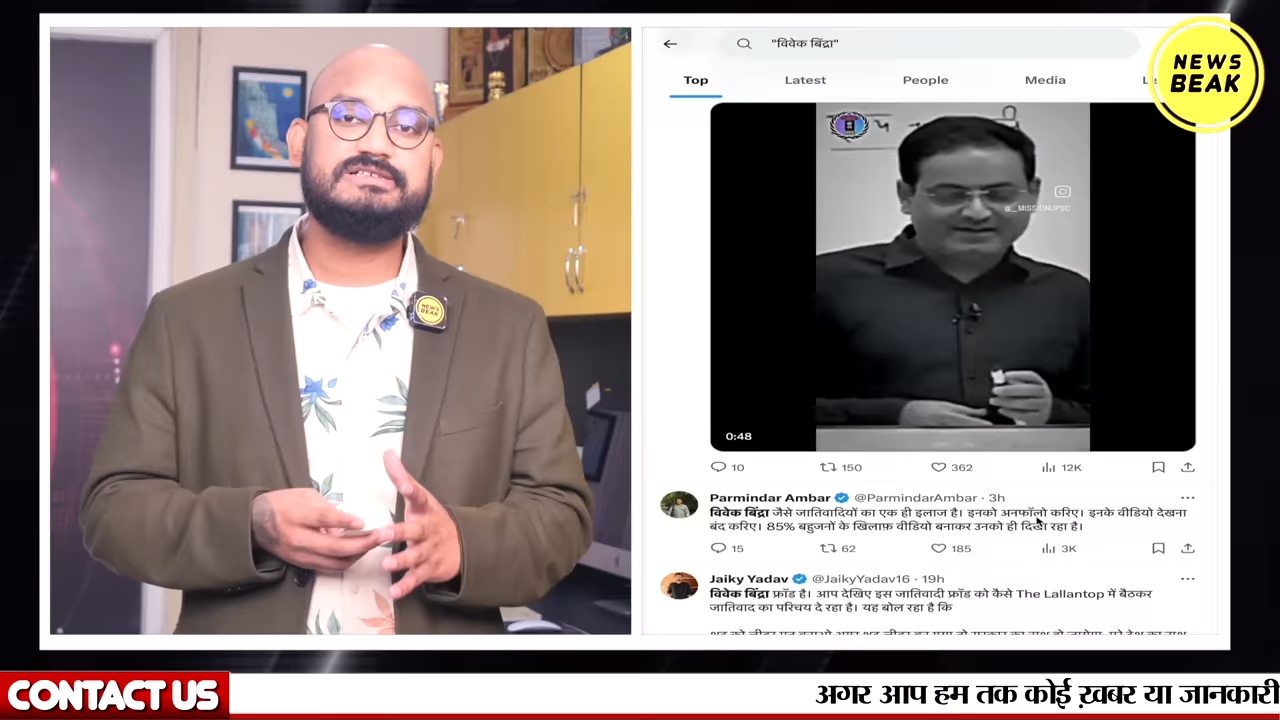 "विवेक बिंद्रा"
NEWS
BEAK
Top
Latest
People
Media
@__MISSIONUPSC
NEWS
BEAK
0:48
10
150
362
12K
Parmindar Ambar @ParmindarAmbar · 3h
विवेक बिंद्रा जैसे जातिवादियों का एक ही इलाज है। इनको अनफॉलो करिए। इनके वीडियो देखना
बंद करिए। 85% बहुजनों के खिलाफ़ वीडियो बनाकर उनको ही दिखा रहा है।
15
62
185
3K
Jaiky Yadav @JaikyYadav16 · 19h
विवेक बिंद्रा फ्रॉड है। आप देखिए इस जातिवादी फ्रॉड को कैसे The Lallantop में बैठकर
जातिवाद का परिचय दे रहा है। यह बोल रहा है कि
CONTACT US
अगर आप हम तक कोई ख़बर या जानकारी